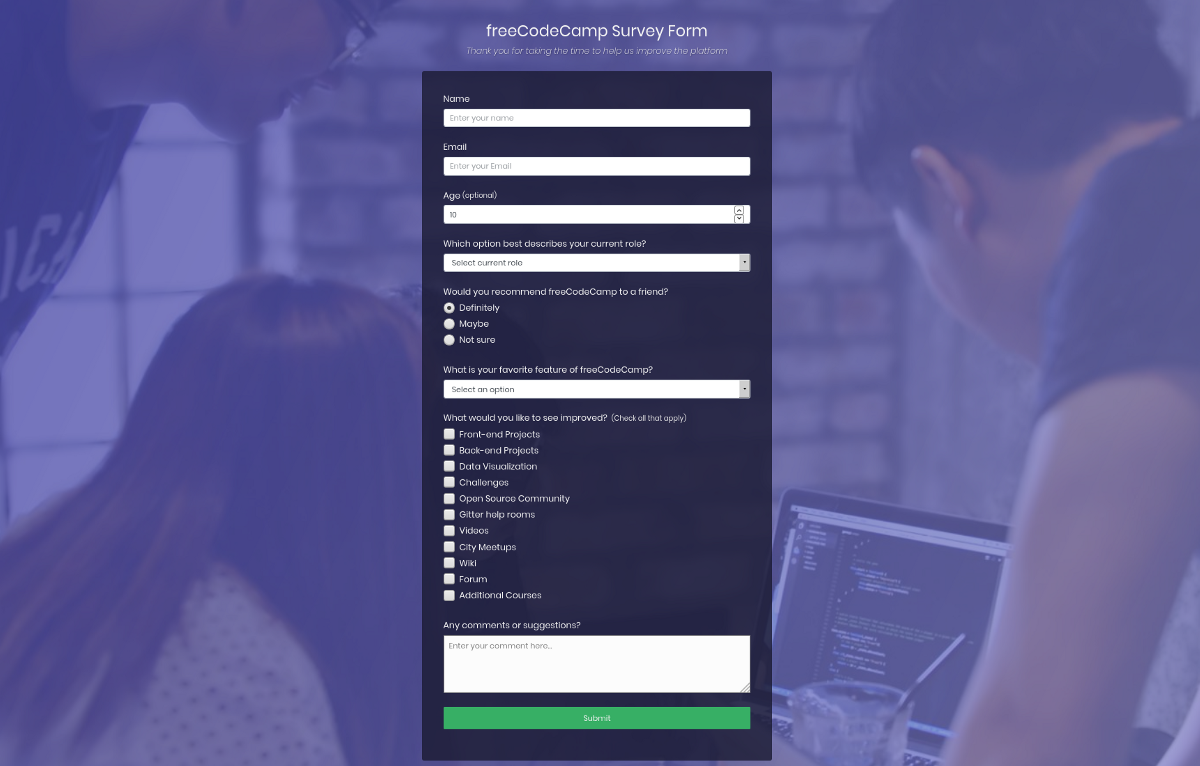 freeCodeCamp Survey Form
Thank you for taking the time to help us improve the platform
Name
Enter your name
Email
Enter your Email
Age (optional)
10
Which option best describes your current role?
Select current role
Would you recommend freeCodeCamp to a friend?
Definitely
Maybe
Not sure
What is your favorite feature of freeCodeCamp?
Select an option
What would you like to see improved? (Check all that apply)
Front-end Projects
Back-end Projects
Data Visualization
Challenges
Open Source Community
Gitter help rooms
Videos
City Meetups
Wiki
Forum
Additional Courses
Any comments or suggestions?
Enter your comment here...
Submit